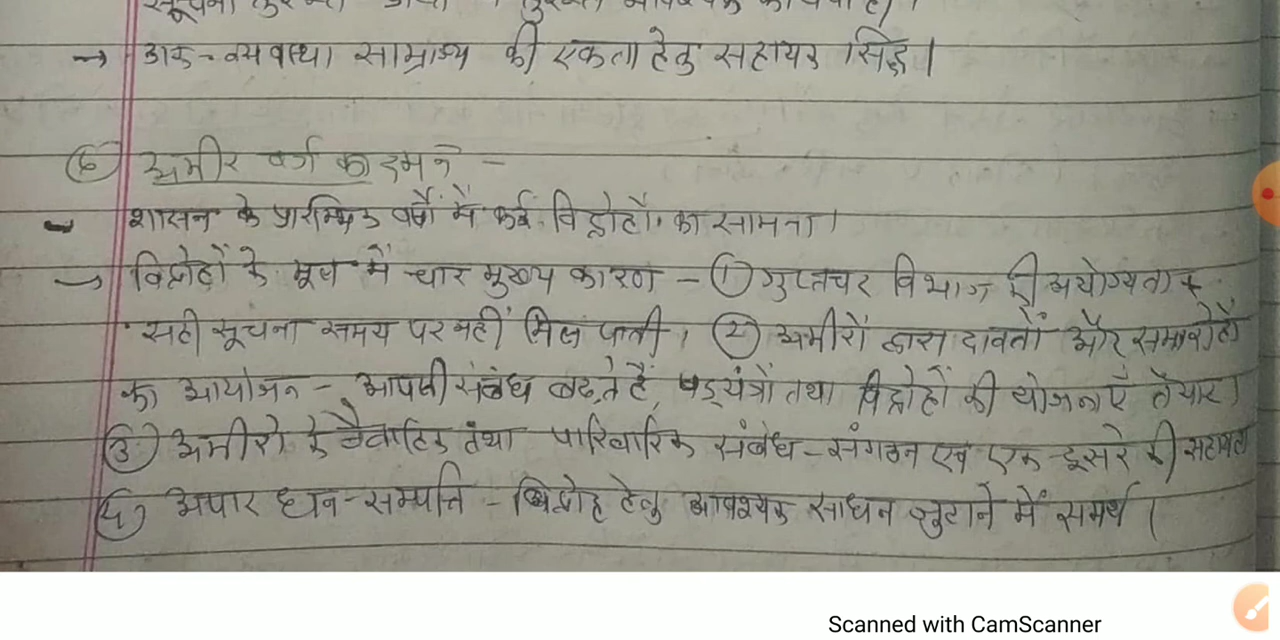 सूचना तुरन्त
→ डाक-व्यवस्था साम्राज्य की एकता हेतु सहायक सिद्ध।
⑥ अमीर वर्ग का दमन -
- शासन के प्रारम्भिक वर्षों में कई विद्रोहों का सामना।
→ विद्रोहों के मूल में चार मुख्य कारण - ① गुप्तचर विभाग की अयोग्यता
सही सूचना समय पर नहीं मिल पाती। ② अमीरों द्वारा दावतों और समारोहों
का आयोजन - आपसी संबंध बढ़ते हैं, षड्यंत्रों तथा विद्रोहों की योजनाएँ तैयार।
③ अमीरों के वैवाहिक तथा पारिवारिक संबंध - संगठन एवं एक-दूसरे की सहायता
④ अपार धन-सम्पत्ति - विद्रोह हेतु आवश्यक साधन जुटाने में समर्थ।
Scanned with CamScanner